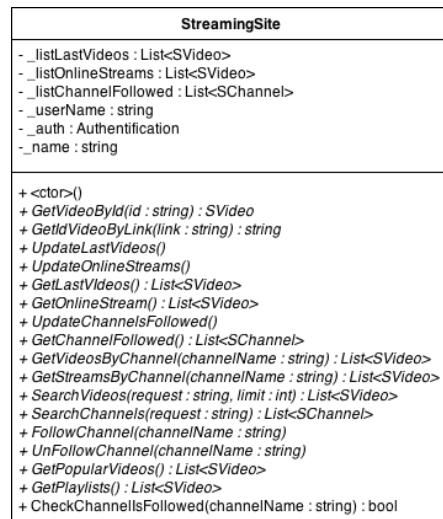 StreamingSite
- _listLastVideos : List<SVideo>
- _listOnlineStreams : List<SVideo>
- _listChannelFollowed : List<SChannel>
- _userName : string
- _auth : Authentification
-_name : string
+ <ctor>()
+ GetVideoById(id : string) : SVideo
+ GetIdVideoByLink(link : string) : string
+ UpdateLastVideos()
+ UpdateOnlineStreams()
+ GetLastVIdeos() : List<SVideo>
+ GetOnlineStream() : List<SVideo>
+ UpdateChannelsFollowed()
+ GetChannelFollowed() : List<SChannel>
+ GetVideosByChannel(channelName : string) : List<SVideo>
+ GetStreamsByChannel(channelName : string) : List<SVideo>
+ SearchVideos(request : string, limit : int) : List<SVideo>
+ SearchChannels(request : string) : List<SChannel>
+ FollowChannel(channelName : string)
+ UnFollowChannel(channelName : string)
+ GetPopularVideos() : List<SVideo>
+ GetPlaylists() : List<SVideo>
+ CheckChannelIsFollowed(channelName : string) : bool